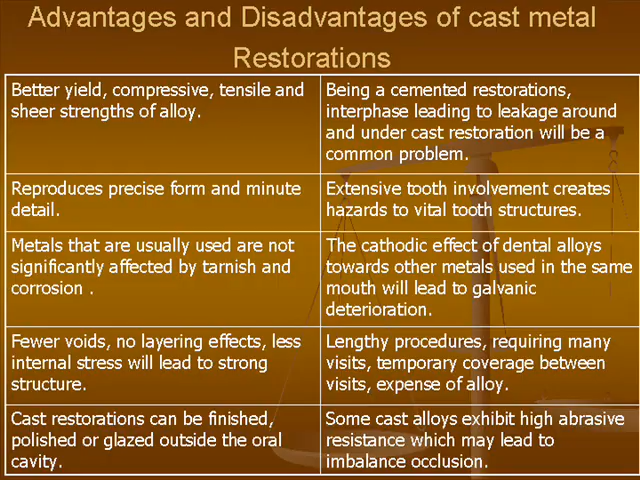 Advantages and Disadvantages of cast metal
Restorations
Better yield, compressive, tensile and
sheer strengths of alloy.
Being a cemented restorations,
interphase leading to leakage around
and under cast restoration will be a
common problem.
Reproduces precise form and minute
detail.
Extensive tooth involvement creates
hazards to vital tooth structures.
Metals that are usually used are not
significantly affected by tarnish and
corrosion .
The cathodic effect of dental alloys
towards other metals used in the same
mouth will lead to galvanic
deterioration.
Fewer voids, no layering effects, less
internal stress will lead to strong
structure.
Lengthy procedures, requiring many
visits, temporary coverage between
visits, expense of alloy.
Cast restorations can be finished,
polished or glazed outside the oral
cavity.
Some cast alloys exhibit high abrasive
resistance which may lead to
imbalance occlusion.